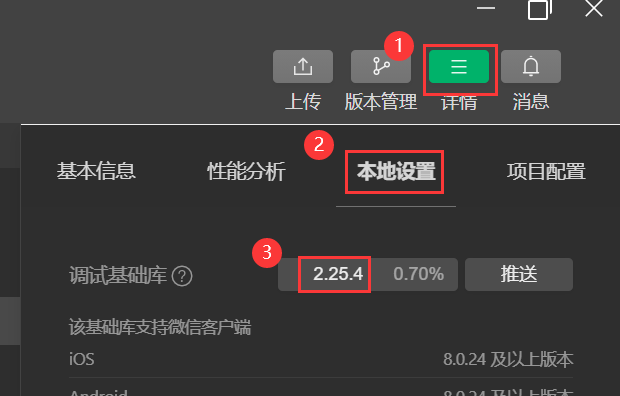 1
上传 版本管理 详情 消息
2
基本信息 性能分析 本地设置 项目配置
3
调试基础库 ? 2.25.4 0.70% 推送
该基础库支持微信客户端
iOS 8.0.24 及以上版本
Android 8.0.24 及以上版本